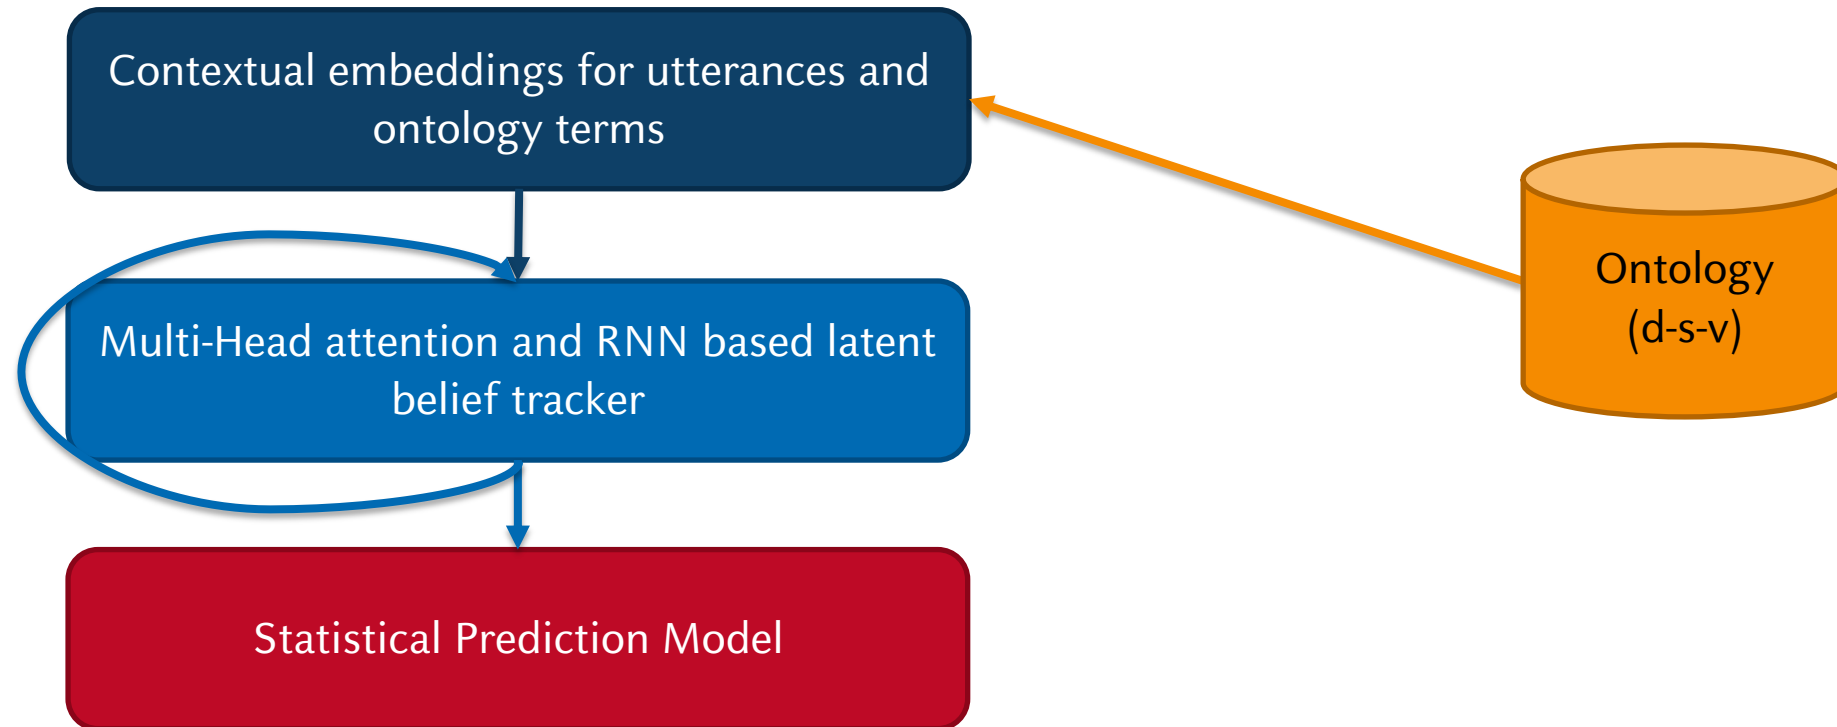 Contextual embeddings for utterances and
ontology terms
Multi-Head attention and RNN based latent
belief tracker
Statistical Prediction Model
Ontology
(d-s-v)